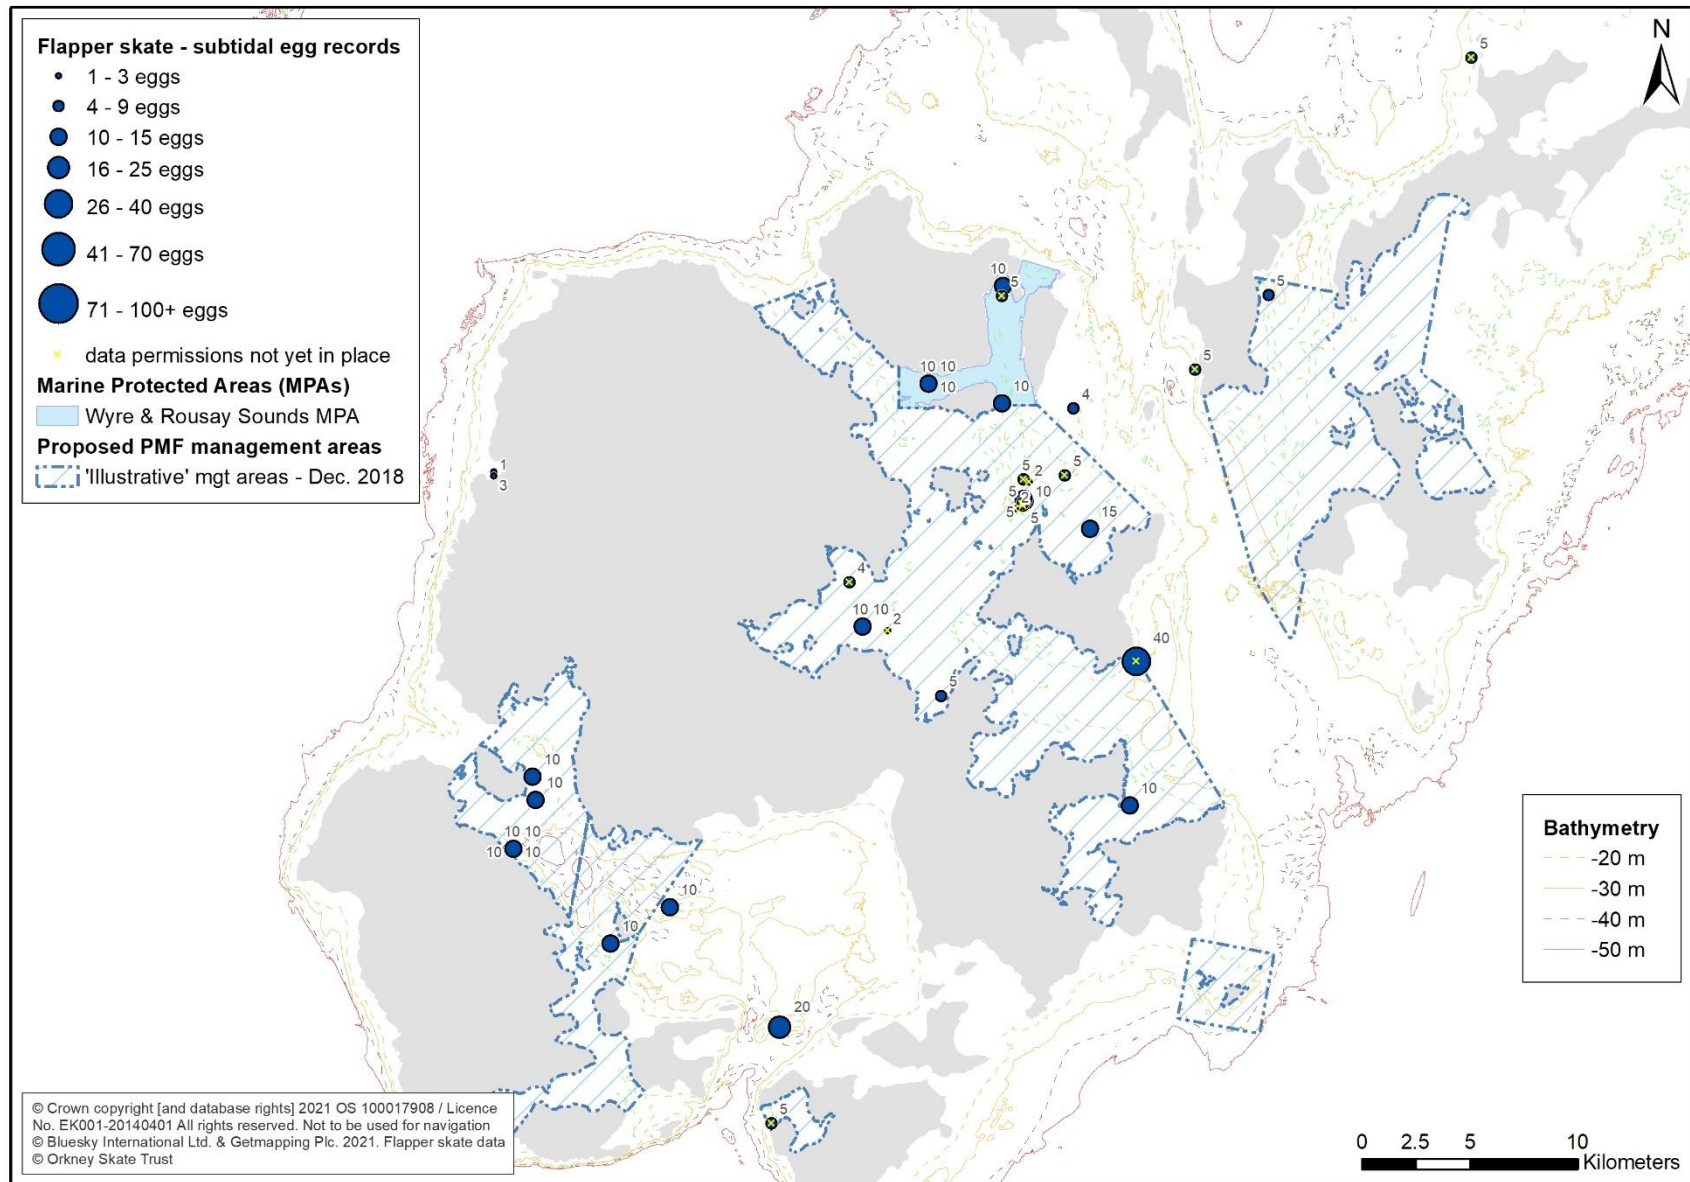 Flapper skate - subtidal egg records
1 - 3 eggs
4 - 9 eggs
10 - 15 eggs
16 - 25 eggs
26 - 40 eggs
41 - 70 eggs
71 - 100+ eggs
data permissions not yet in place
Marine Protected Areas (MPAs)
Wyre & Rousay Sounds MPA
Proposed PMF management areas
'Illustrative' mgt areas - Dec. 2018
N
5
10
5
5
5
10 10
10
10
4
1
3
5 2
5
5
2 10
5
5
15
4
10 10
2
40
5
10
10
10
10 10
10 10
10
10
20
5
Bathymetry
-20 m
-30 m
-40 m
-50 m
© Crown copyright [and database rights] 2021 OS 100017908 / Licence
No. EK001-20140401 All rights reserved. Not to be used for navigation
© Bluesky International Ltd. & Getmapping Plc. 2021. Flapper skate data
© Orkney Skate Trust
0 2.5 5 10
Kilometers